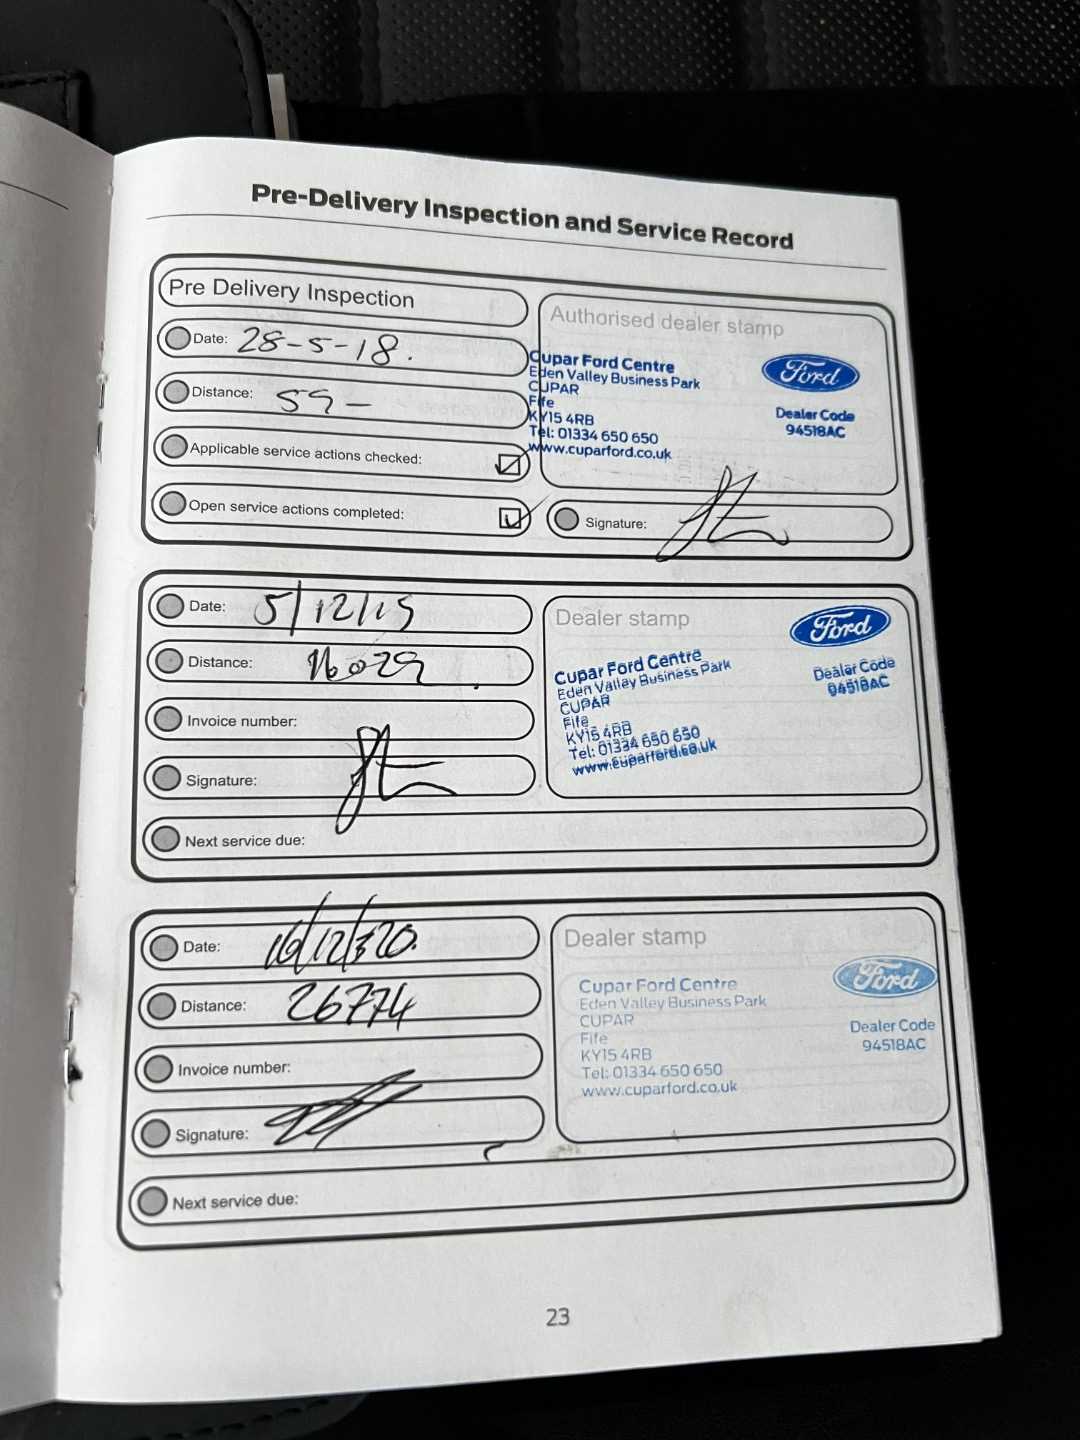 Pre-Delivery Inspection and Service Record
Pre Delivery Inspection
Date: 28-5-18.
Distance: 59-
Applicable service actions checked:
Open service actions completed:
Authorised dealer stamp
Cupar Ford Centre
Eden Valley Business Park
CUPAR
Fife
KY15 4RB
Tel: 01334 650 650
www.cuparford.co.uk
Ford
Dealer Code
94518AC
Signature:
Date: 5/12/19
Distance: 16029
Invoice number:
Signature:
Next service due:
Dealer stamp
Cupar Ford Centre
Eden Valley Business Park
CUPAR
Fife
KY15 4RB
Tel: 01334 650 650
www.cuparford.co.uk
Ford
Dealer Code
94518AC
Date: 16/12/20.
Distance: 26774
Invoice number:
Signature:
Next service due:
Dealer stamp
Cupar Ford Centre
Eden Valley Business Park
CUPAR
Fife
KY15 4RB
Tel: 01334 650 650
www.cuparford.co.uk
Ford
Dealer Code
94518AC
23